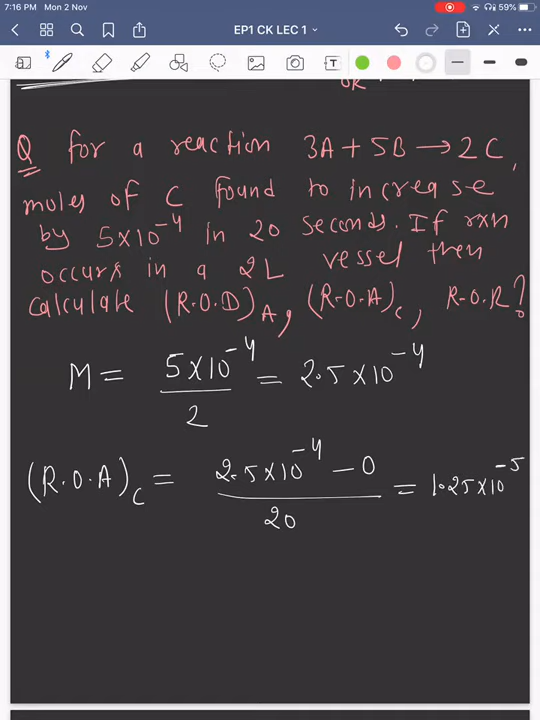 7:16 PM Mon 2 Nov
59%
EP1 CK LEC 1
T
OR
Q for a reaction 3A + 5B → 2C,
moles of C found to increase
by 5×10⁻⁴ in 20 seconds. If rxn
occurs in a 2L vessel then
calculate (R.O.D)A, (R.O.A)C, R.O.R?
M = 5×10⁻⁴ / 2 = 2.5×10⁻⁴
(R.O.A)C = 2.5×10⁻⁴ − 0 / 20 = 1.25×10⁻⁵